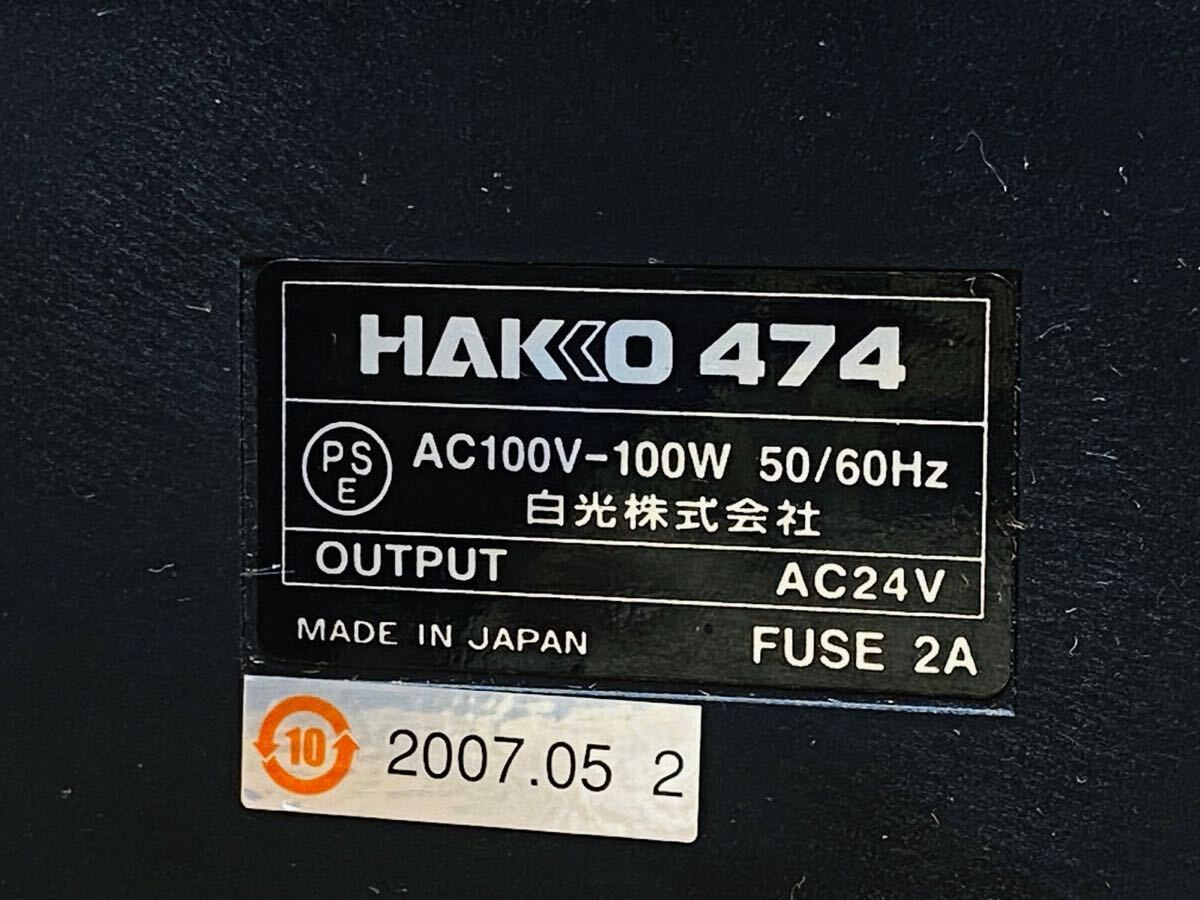 HAKKO 474
PS
E
AC100V-100W 50/60Hz
白光株式会社
OUTPUT AC24V
MADE IN JAPAN FUSE 2A
10 2007.05 2